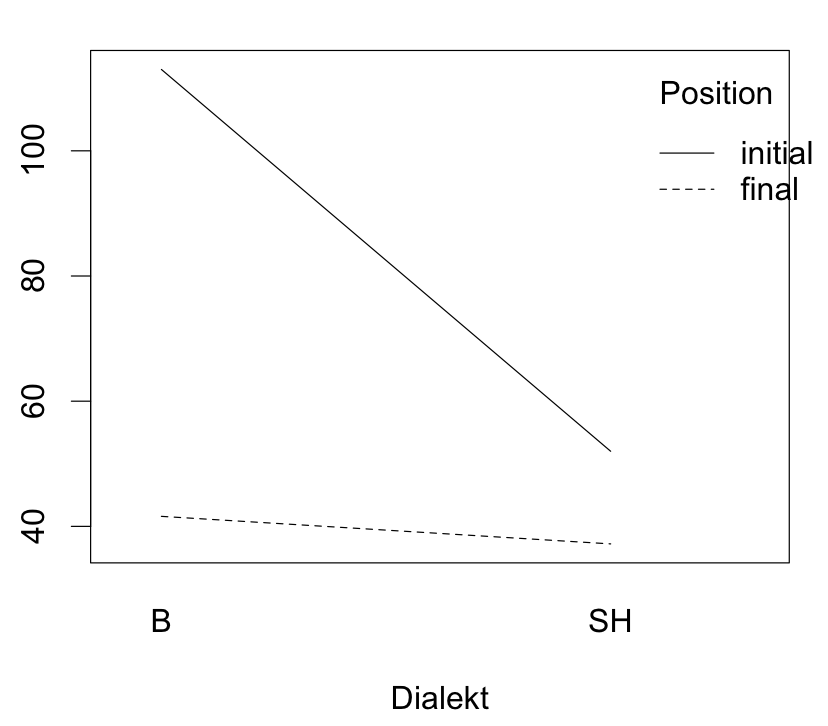 Position
initial
final
100
80
60
40
B SH
Dialekt